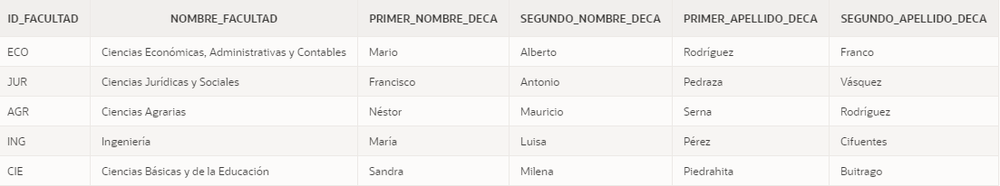 ID_FACULTAD NOMBRE_FACULTAD PRIMER_NOMBRE_DECA SEGUNDO_NOMBRE_DECA PRIMER_APELLIDO_DECA SEGUNDO_APELLIDO_DECA
ECO Ciencias Económicas, Administrativas y Contables Mario Alberto Rodríguez Franco
JUR Ciencias Jurídicas y Sociales Francisco Antonio Pedraza Vásquez
AGR Ciencias Agrarias Néstor Mauricio Serna Rodríguez
ING Ingeniería María Luisa Pérez Cifuentes
CIE Ciencias Básicas y de la Educación Sandra Milena Piedrahita Buitrago